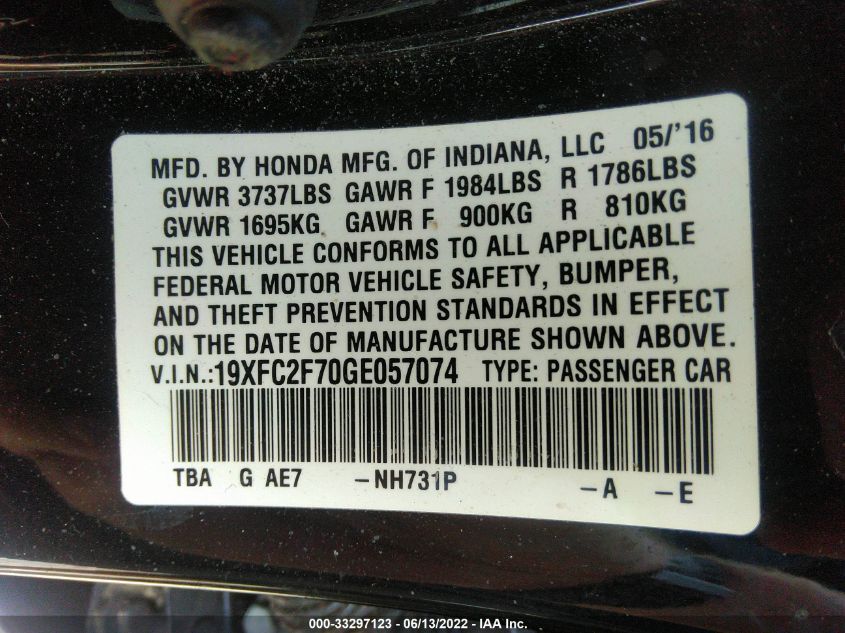 MFD. BY HONDA MFG. OF INDIANA, LLC 05/'16
GVWR 3737LBS GAWR F 1984LBS R 1786LBS
GVWR 1695KG GAWR F 900KG R 810KG
THIS VEHICLE CONFORMS TO ALL APPLICABLE
FEDERAL MOTOR VEHICLE SAFETY, BUMPER,
AND THEFT PREVENTION STANDARDS IN EFFECT
ON THE DATE OF MANUFACTURE SHOWN ABOVE.
V.I.N.:19XFC2F70GE057074 TYPE: PASSENGER CAR
TBA G AE7 –NH731P –A –E
000-33297123 - 06/13/2022 - IAA Inc.